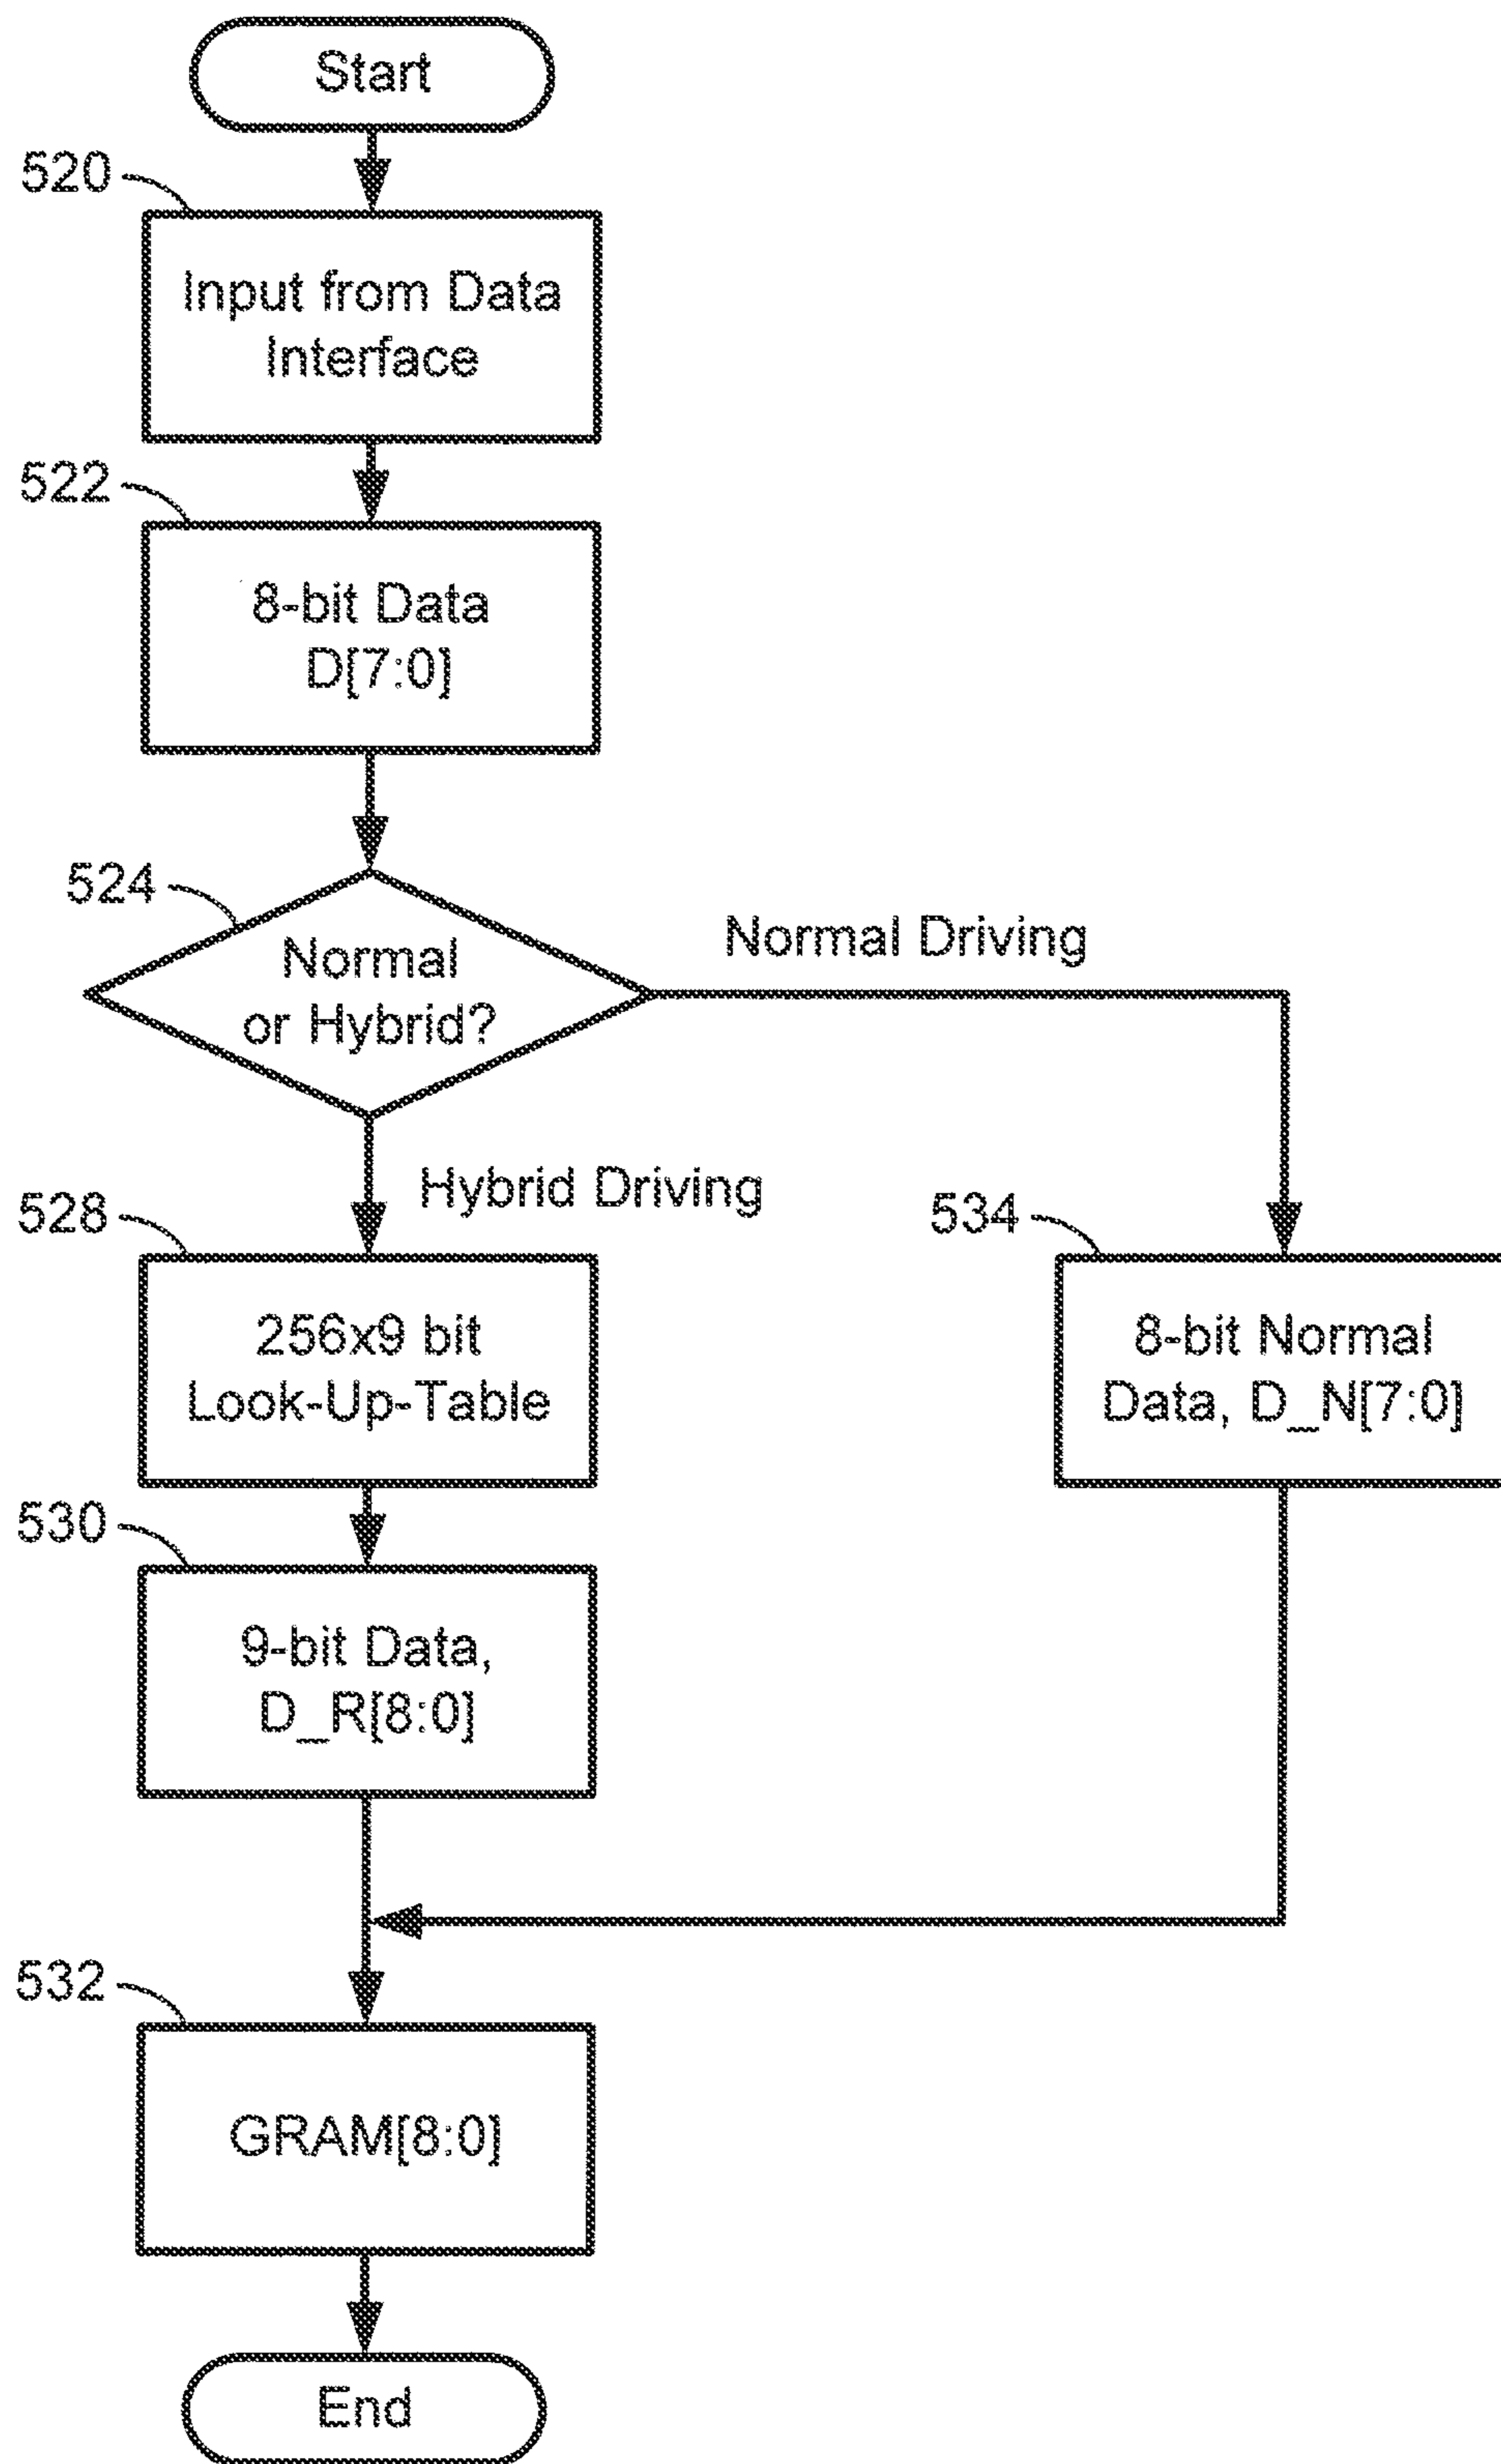 Start
520
Input from Data
Interface
522
8-bit Data
D[7:0]
524
Normal
or Hybrid?
Normal Driving
Hybrid Driving
528
256x9 bit
Look-Up-Table
534
8-bit Normal
Data, D_N[7:0]
530
9-bit Data,
D_R[8:0]
532
GRAM[8:0]
End